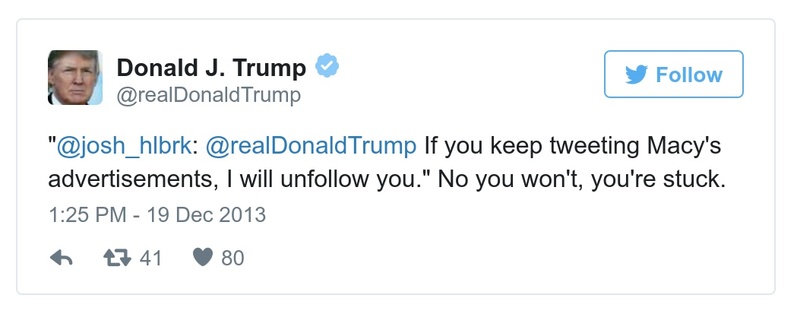 Donald J. Trump
@realDonaldTrump
Follow
"@josh_hlbrk: @realDonaldTrump If you keep tweeting Macy's
advertisements, I will unfollow you." No you won't, you're stuck.
1:25 PM - 19 Dec 2013
41 80